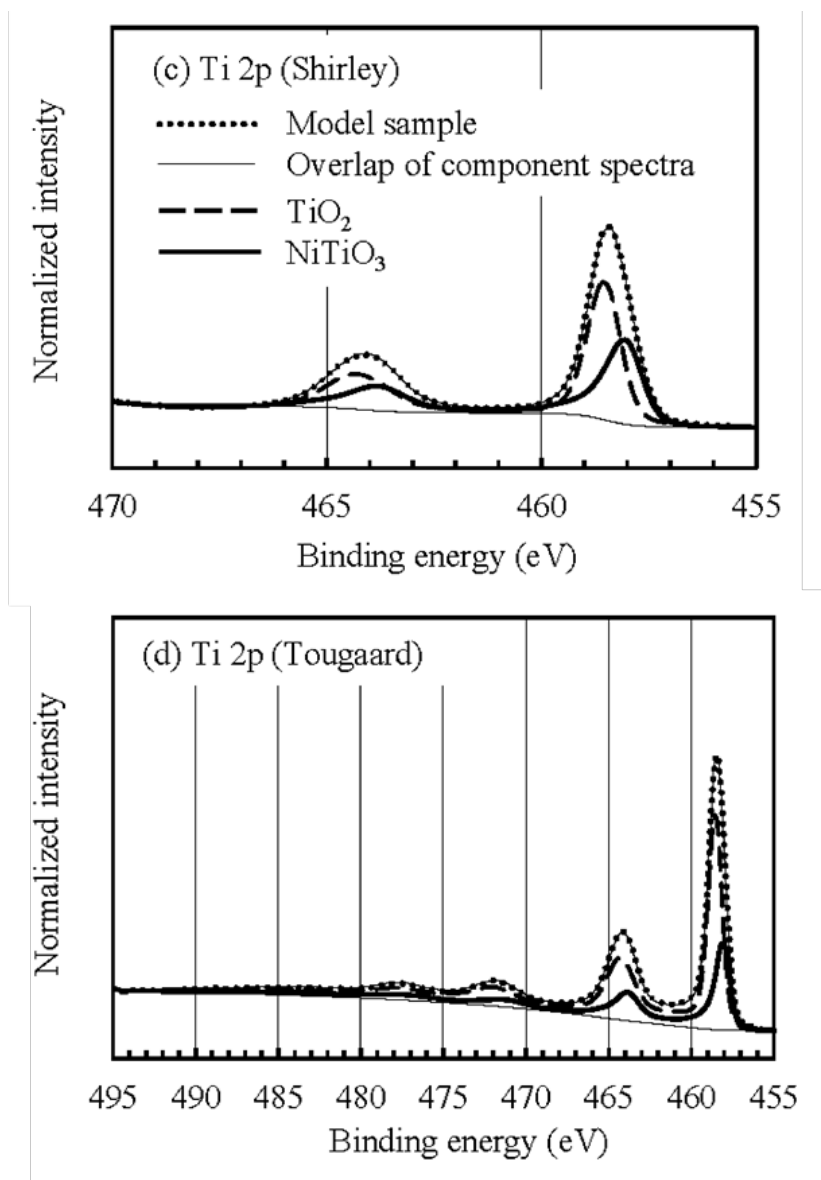 (c) Ti 2p (Shirley)
Model sample
Overlap of component spectra
TiO₂
NiTiO₃
Normalized intensity
470 465 460 455
Binding energy (eV)
(d) Ti 2p (Tougaard)
Normalized intensity
495 490 485 480 475 470 465 460 455
Binding energy (eV)